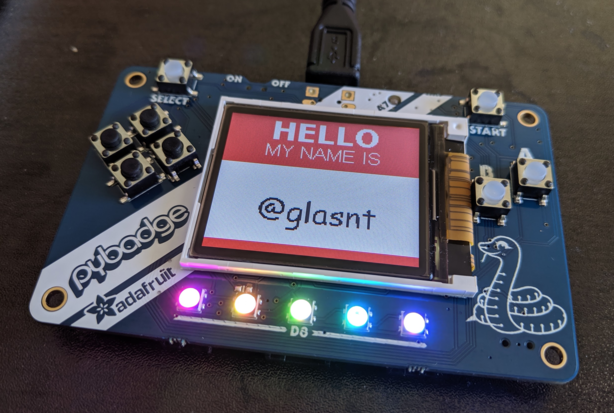 ON OFF
SELECT
START
HELLO
MY NAME IS
@glasnt
pybadge
adafruit
D8